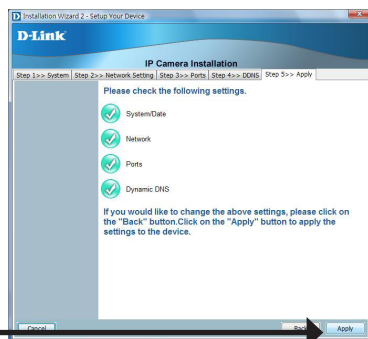 Installation Wizard 2 - Setup Your Device
D-Link
IP Camera Installation
Step 1>> System Step 2>> Network Setting Step 3>> Ports Step 4>> DDNS Step 5>> Apply
Please check the following settings.
System/Date
Network
Ports
Dynamic DNS
If you would like to change the above settings, please click on
the "Back" button.Click on the "Apply" button to apply the
settings to the device.
Cancel Back Apply